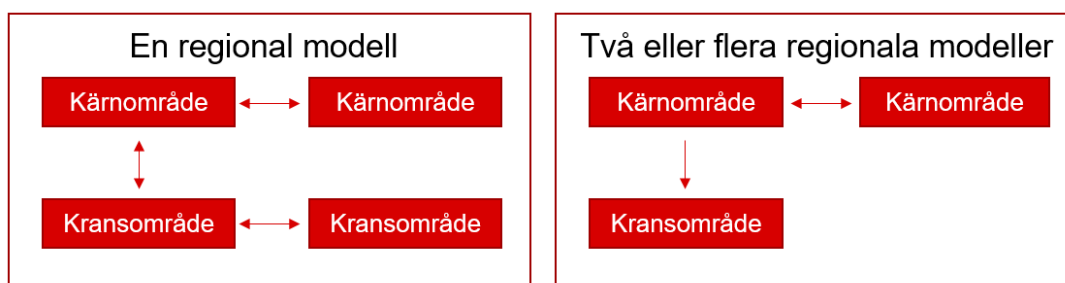 En regional modell
Kärnområde
Kärnområde
Kransområde
Kransområde
Två eller flera regionala modeller
Kärnområde
Kärnområde
Kransområde